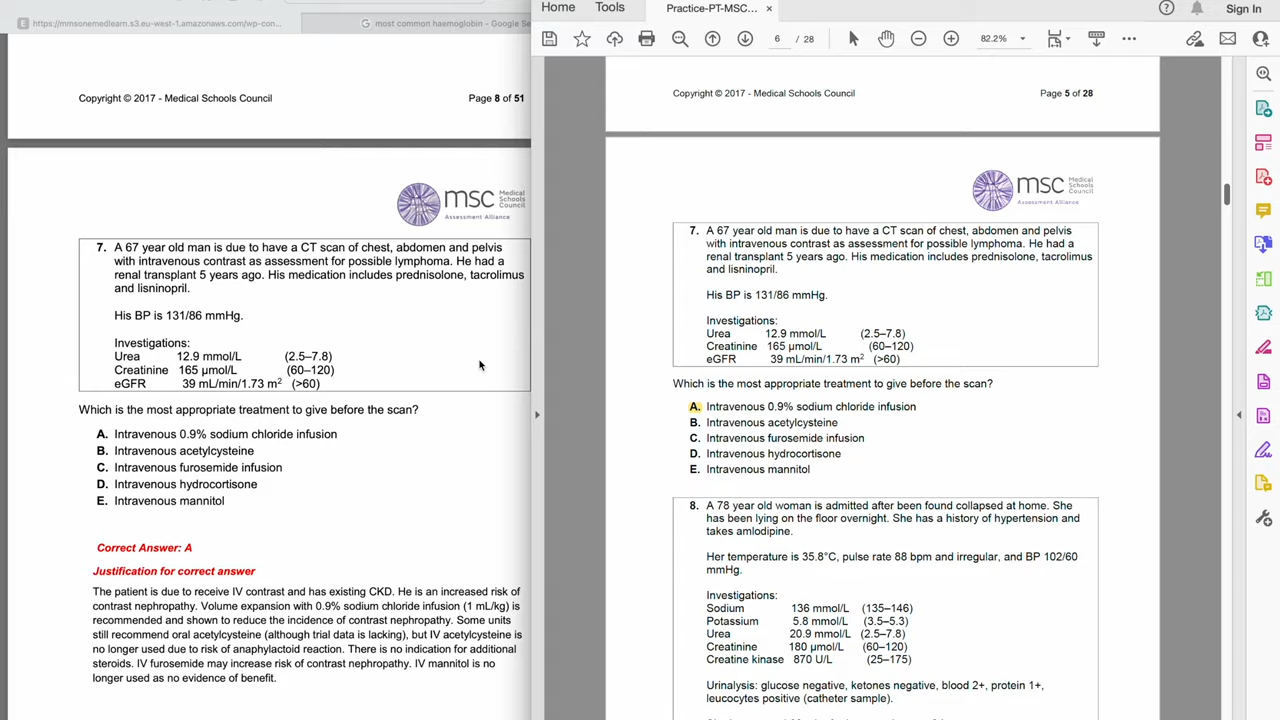 https://mmsonemedlearn.s3.eu-west-1.amazonaws.com/wp-con...
most common haemoglobin - Google Se
Copyright © 2017 - Medical Schools Council
Page 8 of 51
msc Medical Schools Council
Assessment Alliance
7. A 67 year old man is due to have a CT scan of chest, abdomen and pelvis
with intravenous contrast as assessment for possible lymphoma. He had a
renal transplant 5 years ago. His medication includes prednisolone, tacrolimus
and lisninopril.
His BP is 131/86 mmHg.
Investigations:
Urea 12.9 mmol/L (2.5–7.8)
Creatinine 165 µmol/L (60–120)
eGFR 39 mL/min/1.73 m² (>60)
Which is the most appropriate treatment to give before the scan?
A. Intravenous 0.9% sodium chloride infusion
B. Intravenous acetylcysteine
C. Intravenous furosemide infusion
D. Intravenous hydrocortisone
E. Intravenous mannitol
Correct Answer: A
Justification for correct answer
The patient is due to receive IV contrast and has existing CKD. He is an increased risk of
contrast nephropathy. Volume expansion with 0.9% sodium chloride infusion (1 mL/kg) is
recommended and shown to reduce the incidence of contrast nephropathy. Some units
still recommend oral acetylcysteine (although trial data is lacking), but IV acetylcysteine is
no longer used due to risk of anaphylactoid reaction. There is no indication for additional
steroids. IV furosemide may increase risk of contrast nephropathy. IV mannitol is no
longer used as no evidence of benefit.
Home Tools Practice-PT-MSC... × Sign In
6 / 28 82.2%
Copyright © 2017 - Medical Schools Council
Page 5 of 28
msc Medical Schools Council
Assessment Alliance
7. A 67 year old man is due to have a CT scan of chest, abdomen and pelvis
with intravenous contrast as assessment for possible lymphoma. He had a
renal transplant 5 years ago. His medication includes prednisolone, tacrolimus
and lisninopril.
His BP is 131/86 mmHg.
Investigations:
Urea 12.9 mmol/L (2.5–7.8)
Creatinine 165 µmol/L (60–120)
eGFR 39 mL/min/1.73 m² (>60)
Which is the most appropriate treatment to give before the scan?
A. Intravenous 0.9% sodium chloride infusion
B. Intravenous acetylcysteine
C. Intravenous furosemide infusion
D. Intravenous hydrocortisone
E. Intravenous mannitol
8. A 78 year old woman is admitted after been found collapsed at home. She
has been lying on the floor overnight. She has a history of hypertension and
takes amlodipine.
Her temperature is 35.8°C, pulse rate 88 bpm and irregular, and BP 102/60
mmHg.
Investigations:
Sodium 136 mmol/L (135–146)
Potassium 5.8 mmol/L (3.5–5.3)
Urea 20.9 mmol/L (2.5–7.8)
Creatinine 180 µmol/L (60–120)
Creatine kinase 870 U/L (25–175)
Urinalysis: glucose negative, ketones negative, blood 2+, protein 1+,
leucocytes positive (catheter sample).